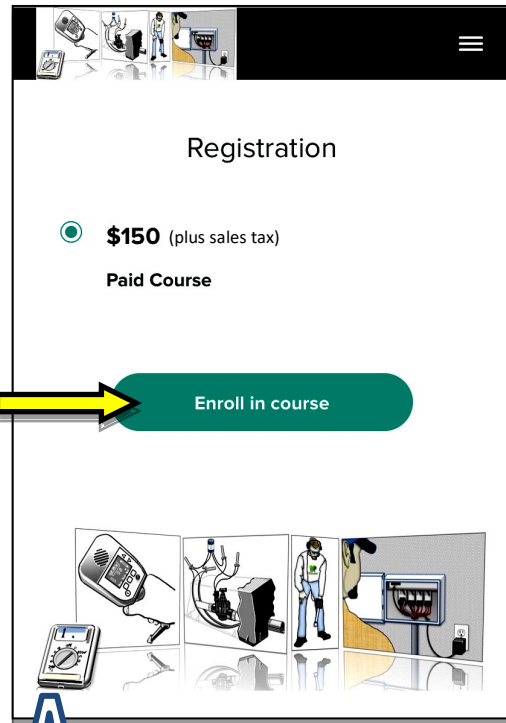 Registration
$150 (plus sales tax)
Paid Course
Enroll in course
A